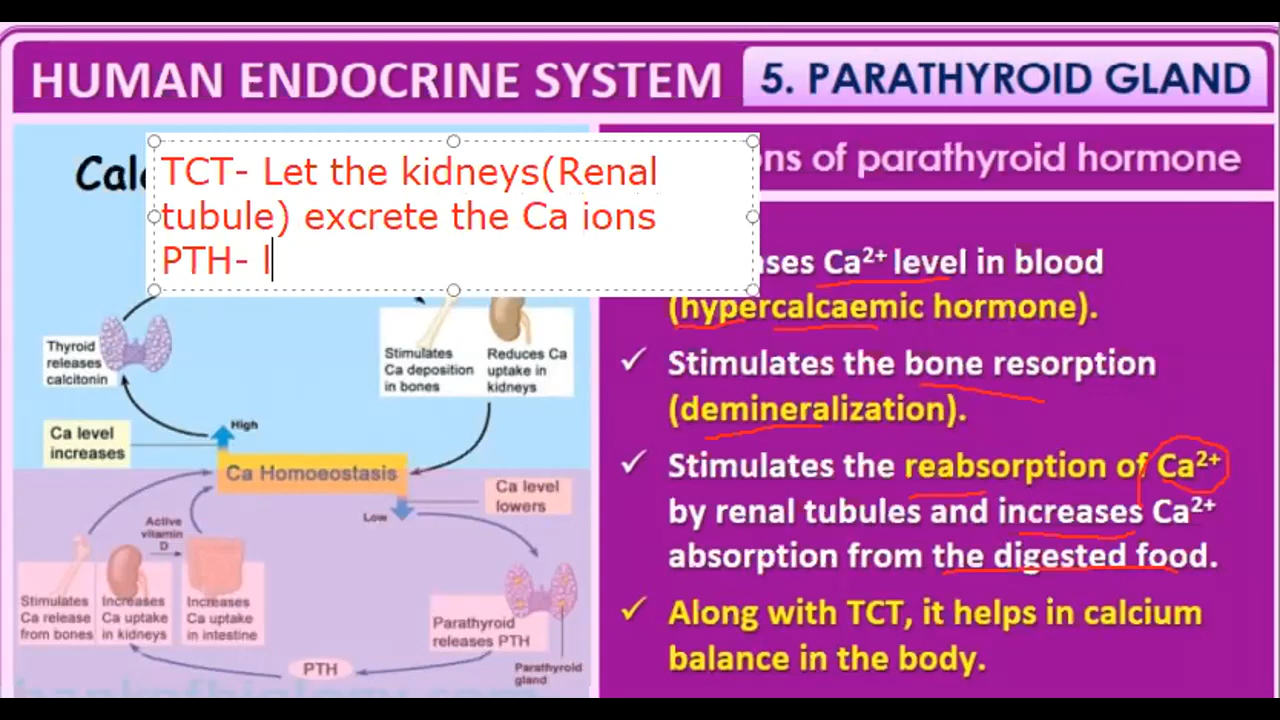 HUMAN ENDOCRINE SYSTEM
5. PARATHYROID GLAND
TCT- Let the kidneys(Renal
tubule) excrete the Ca ions
PTH- l
of parathyroid hormone
Ca²⁺ level in blood
(hypercalcaemic hormone).
✓ Stimulates the bone resorption
(demineralization).
✓ Stimulates the reabsorption of Ca²⁺
by renal tubules and increases Ca²⁺
absorption from the digested food.
✓ Along with TCT, it helps in calcium
balance in the body.
Thyroid
releases
calcitonin
Stimulates
Ca deposition
in bones
Reduces Ca
uptake in
kidneys
High
Ca level
increases
Ca Homoeostasis
Ca level
lowers
Low
Active
vitamin
D
Stimulates
Ca release
from bones
Increases
Ca uptake
in kidneys
Increases
Ca uptake
in intestine
Parathyroid
releases PTH
PTH
Parathyroid
gland